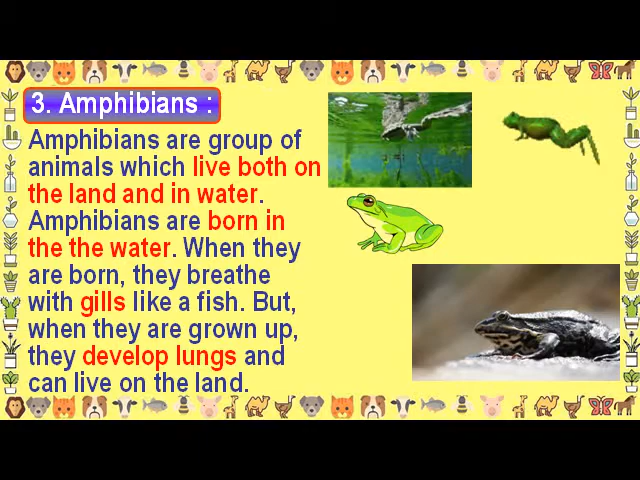 3. Amphibians :
Amphibians are group of
animals which live both on
the land and in water.
Amphibians are born in
the the water. When they
are born, they breathe
with gills like a fish. But,
when they are grown up,
they develop lungs and
can live on the land.